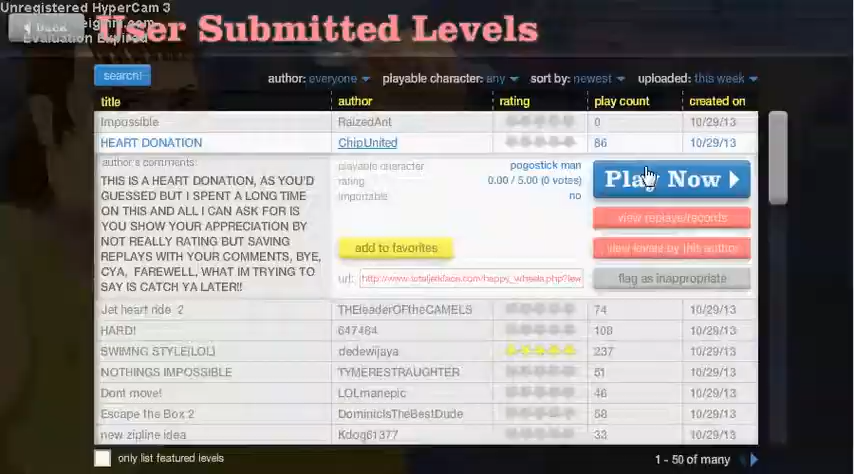 Unregistered HyperCam 3
Evaluation Expired
Back
User Submitted Levels
search!
author: everyone playable character: any sort by: newest uploaded: this week
title author rating play count created on
Impossible RaizedAnt 0 10/29/13
HEART DONATION ChipUnited 86 10/29/13
author's comments:
THIS IS A HEART DONATION, AS YOU'D
GUESSED BUT I SPENT A LONG TIME
ON THIS AND ALL I CAN ASK FOR IS
YOU SHOW YOUR APPRECIATION BY
NOT REALLY RATING BUT SAVING
REPLAYS WITH YOUR COMMENTS, BYE,
CYA, FAREWELL, WHAT IM TRYING TO
SAY IS CATCH YA LATER!!
playable character pogostick man
rating 0.00 / 5.00 (0 votes)
importable no
add to favorites
url: http://www.totaljerkface.com/happy_wheels.php?lev
Play Now
view replays/records
view levels by this author
flag as inappropriate
Jet heart ride 2 THEleaderOFtheCAMELS 74 10/29/13
HARD! 647464 108 10/29/13
SWIMNG STYLE(LOL) dedewijaya 237 10/29/13
NOTHINGS IMPOSSIBLE TYMERESTRAUGHTER 51 10/29/13
Dont move! LOLmanepic 46 10/29/13
Escape the Box 2 DominicIsTheBestDude 58 10/29/13
new zipline idea Kdog61377 33 10/29/13
only list featured levels
1 - 50 of many